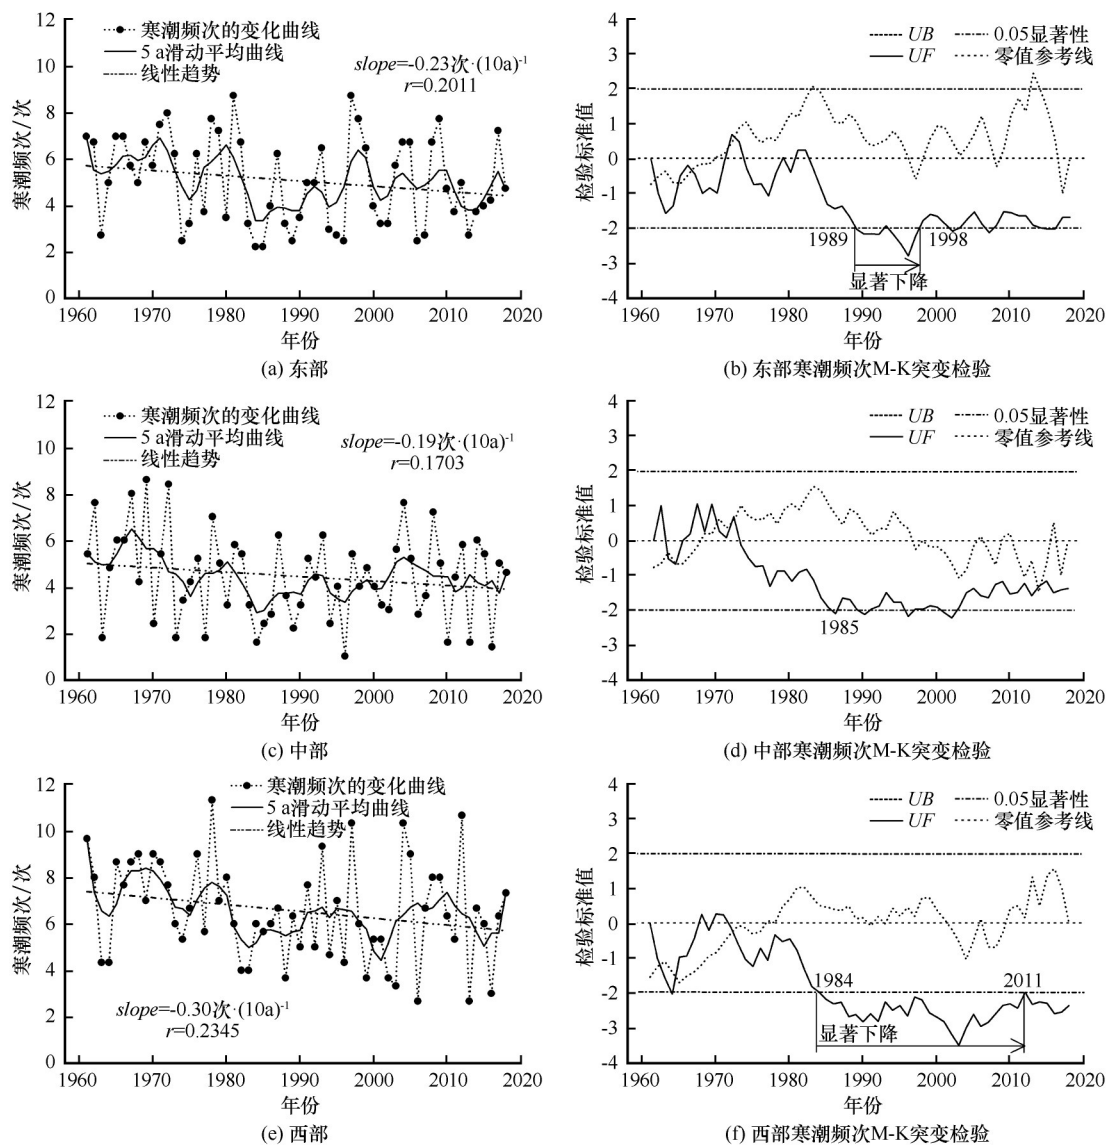 12
10
8
6
4
2
0
寒潮频次/次
寒潮频次的变化曲线
5 a滑动平均曲线
线性趋势
slope=-0.23次·(10a)-1
r=0.2011
1960 1970 1980 1990 2000 2010 2020
年份
(a) 东部
4
3
2
1
0
-1
-2
-3
-4
检验标准值
UB 0.05显著性
UF 零值参考线
1989 1998
显著下降
1960 1970 1980 1990 2000 2010 2020
年份
(b) 东部寒潮频次M-K突变检验
12
10
8
6
4
2
0
寒潮频次/次
寒潮频次的变化曲线
5 a滑动平均曲线
线性趋势
slope=-0.19次·(10a)-1
r=0.1703
1960 1970 1980 1990 2000 2010 2020
年份
(c) 中部
4
3
2
1
0
-1
-2
-3
-4
检验标准值
UB 0.05显著性
UF 零值参考线
1985
1960 1970 1980 1990 2000 2010 2020
年份
(d) 中部寒潮频次M-K突变检验
12
10
8
6
4
2
0
寒潮频次/次
寒潮频次的变化曲线
5 a滑动平均曲线
线性趋势
slope=-0.30次·(10a)-1
r=0.2345
1960 1970 1980 1990 2000 2010 2020
年份
(e) 西部
4
3
2
1
0
-1
-2
-3
-4
检验标准值
UB 0.05显著性
UF 零值参考线
1984 2011
显著下降
1960 1970 1980 1990 2000 2010 2020
年份
(f) 西部寒潮频次M-K突变检验